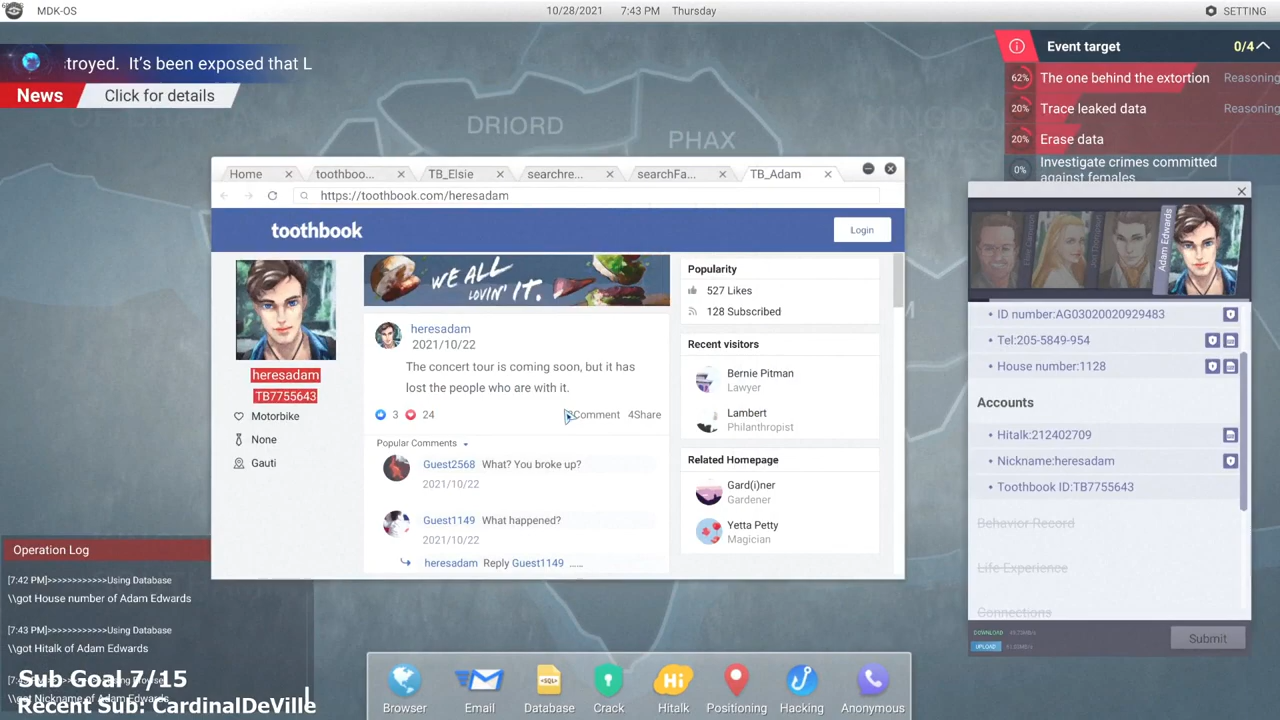 MDK-OS
10/28/2021 7:43 PM Thursday
SETTING
troyed. It's been exposed that L
News
Click for details
Event target 0/4
62% The one behind the extortion Reasoning
20% Trace leaked data Reasoning
20% Erase data
0% Investigate crimes committed
against females
DRIORD
PHAX
Home
toothboo...
TB_Elsie
searchre...
searchFa...
TB_Adam
https://toothbook.com/heresadam
toothbook
Login
heresadam
TB7755643
Motorbike
None
Gauti
WE ALL
LOVIN' IT.
heresadam
2021/10/22
The concert tour is coming soon, but it has
lost the people who are with it.
3 24
Comment 4Share
Popular Comments
Guest2568 What? You broke up?
2021/10/22
Guest1149 What happened?
2021/10/22
heresadam Reply Guest1149 ......
Popularity
527 Likes
128 Subscribed
Recent visitors
Bernie Pitman
Lawyer
Lambert
Philanthropist
Related Homepage
Gard(i)ner
Gardener
Yetta Petty
Magician
Adam Edwards
• ID number:AG03020020929483
• Tel:205-5849-954
• House number:1128
Accounts
• Hitalk:212402709
• Nickname:heresadam
• Toothbook ID:TB7755643
Behavior Record
Life Experience
Connections
DOWNLOAD
UPLOAD
Submit
Operation Log
[7:42 PM]>>>>>>>>>>>>Using Database
\\got House number of Adam Edwards
[7:43 PM]>>>>>>>>>>>>Using Database
\\got Hitalk of Adam Edwards
\\got Nickname of Adam Edwards
Sub Goal 7/15
Recent Sub: CardinalDeVille
Browser
Email
Database
Crack
Hitalk
Positioning
Hacking
Anonymous